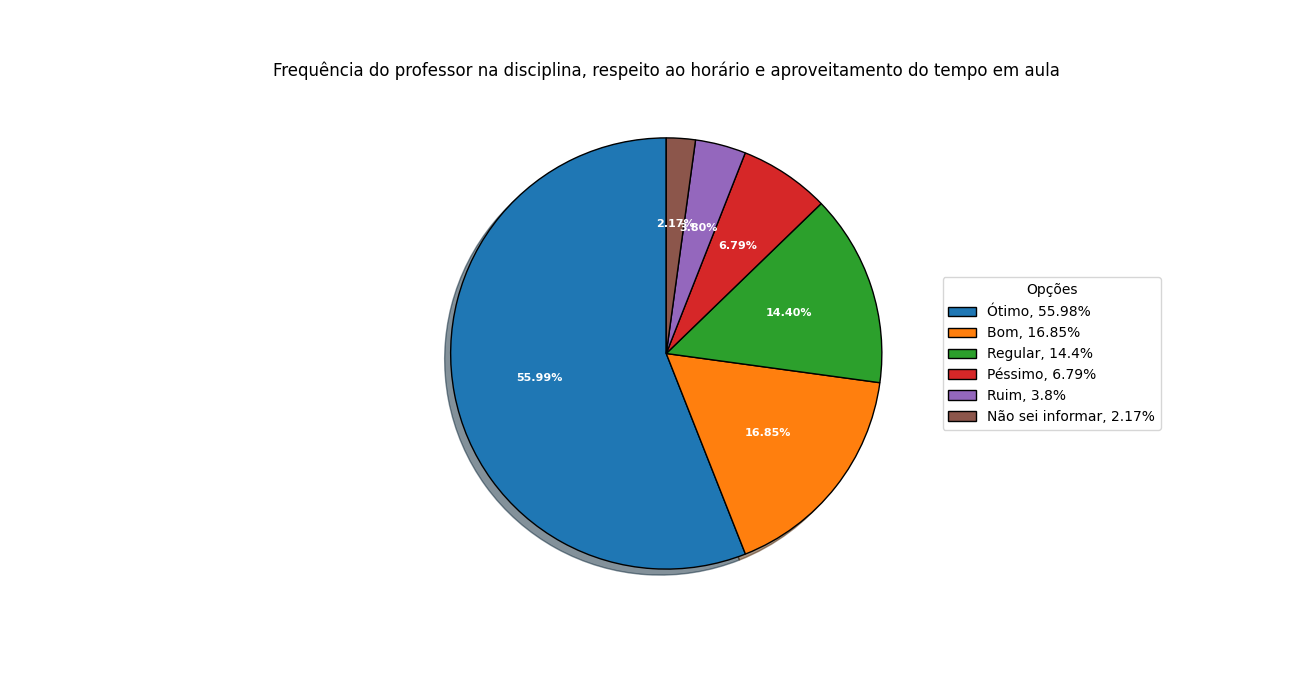 Frequência do professor na disciplina, respeito ao horário e aproveitamento do tempo em aula
2.17%
3.80%
6.79%
14.40%
55.99%
16.85%
Opções
Ótimo, 55.98%
Bom, 16.85%
Regular, 14.4%
Péssimo, 6.79%
Ruim, 3.8%
Não sei informar, 2.17%